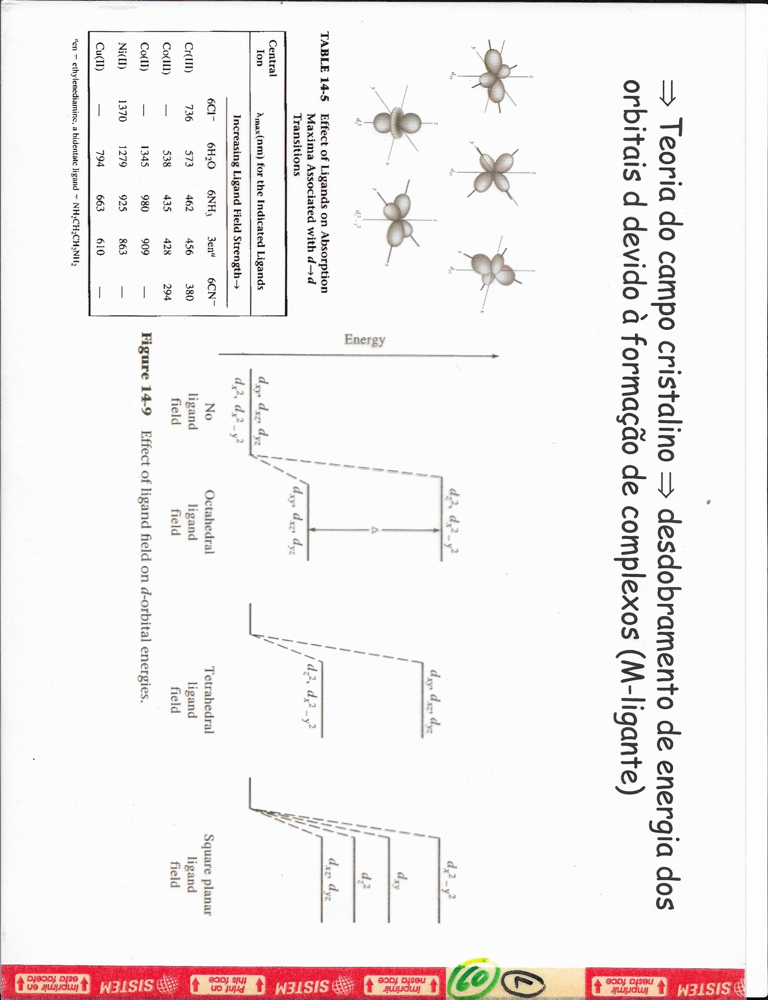 ⇒ Teoria do campo cristalino ⇒ desdobramento de energia dos
orbitais d devido à formação de complexos (M-ligante)
z
y
d_xy
z
y
d_xz
z
y
x
d_yz
z
y
x
d_z²
z
y
x
d_x²-y²
TABLE 14-5 Effect of Ligands on Absorption
Maxima Associated with d→d
Transitions
Central
Ion
λmax(nm) for the Indicated Ligands
Increasing Ligand Field Strength→
6Cl⁻ 6H₂O 6NH₃ 3enᵃ 6CN⁻
Cr(III) 736 573 462 456 380
Co(III) — 538 435 428 294
Co(II) — 1345 980 909 —
Ni(II) 1370 1279 925 863 —
Cu(II) — 794 663 610 —
ᵃen = ethylenediamine, a bidentate ligand = NH₂CH₂CH₂NH₂
Energy
d_xy, d_xz, d_yz
d_x², d_x²-y²
No
ligand
field
d_z², d_x²-y²
Δ
d_xy, d_xz, d_yz
Octahedral
ligand
field
d_xy, d_xz, d_yz
d_z², d_x²-y²
Tetrahedral
ligand
field
d_x²-y²
d_xy
d_z²
d_xz, d_yz
Square planar
ligand
field
Figure 14-9 Effect of ligand field on d-orbital energies.
SISTEM
Imprimir
nesta face
Imprimir
nesta face
SISTEM
Print on
this face
SISTEM
Imprimir en
esta faceta